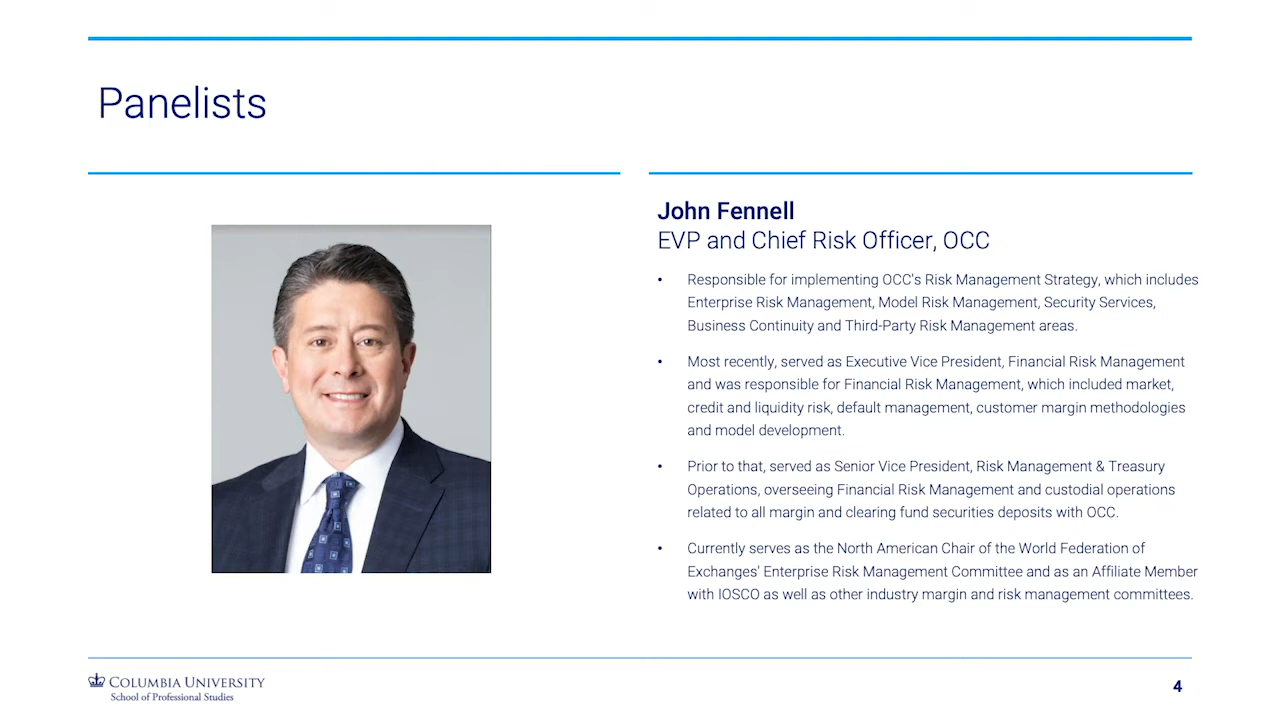 Panelists
John Fennell
EVP and Chief Risk Officer, OCC
• Responsible for implementing OCC's Risk Management Strategy, which includes
Enterprise Risk Management, Model Risk Management, Security Services,
Business Continuity and Third-Party Risk Management areas.
• Most recently, served as Executive Vice President, Financial Risk Management
and was responsible for Financial Risk Management, which included market,
credit and liquidity risk, default management, customer margin methodologies
and model development.
• Prior to that, served as Senior Vice President, Risk Management & Treasury
Operations, overseeing Financial Risk Management and custodial operations
related to all margin and clearing fund securities deposits with OCC.
• Currently serves as the North American Chair of the World Federation of
Exchanges' Enterprise Risk Management Committee and as an Affiliate Member
with IOSCO as well as other industry margin and risk management committees.
COLUMBIA UNIVERSITY
School of Professional Studies
4